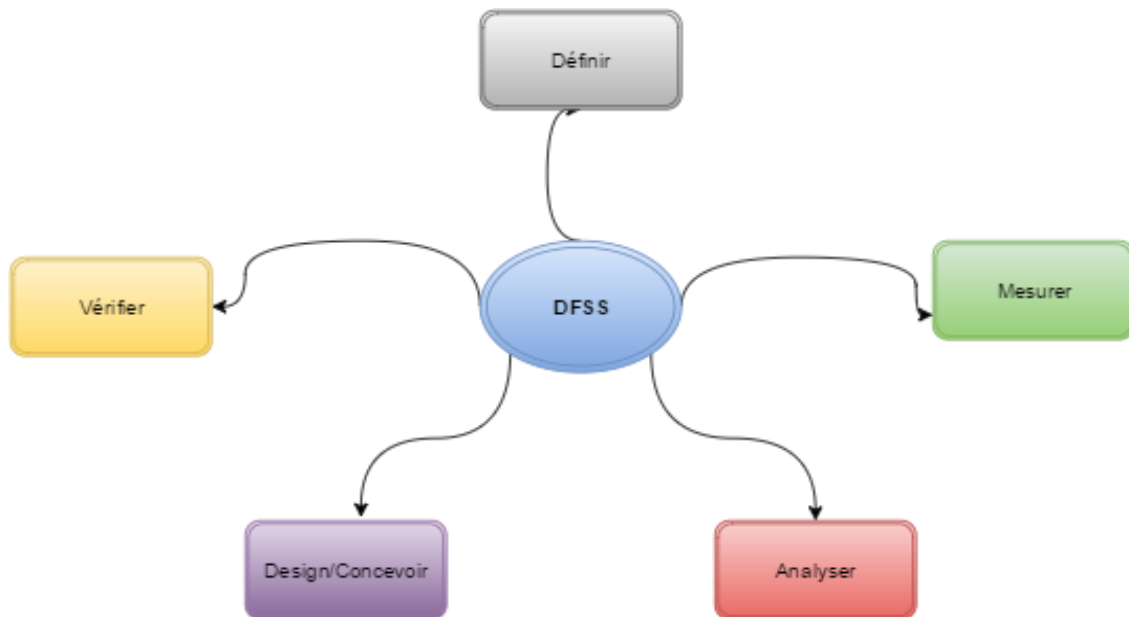 Définir
Vérifier
DFSS
Mesurer
Design/Concevoir
Analyser